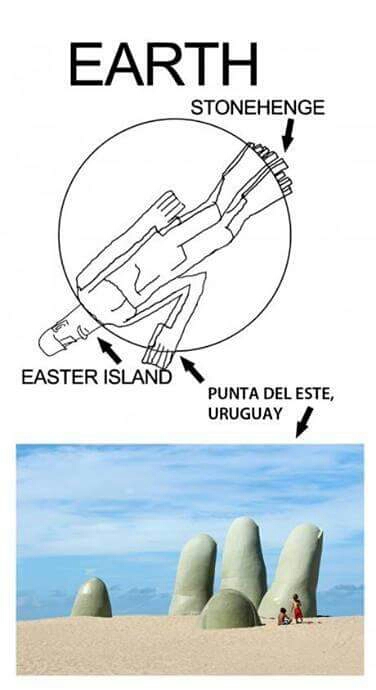 EARTH
STONEHENGE
EASTER ISLAND
PUNTA DEL ESTE,
URUGUAY